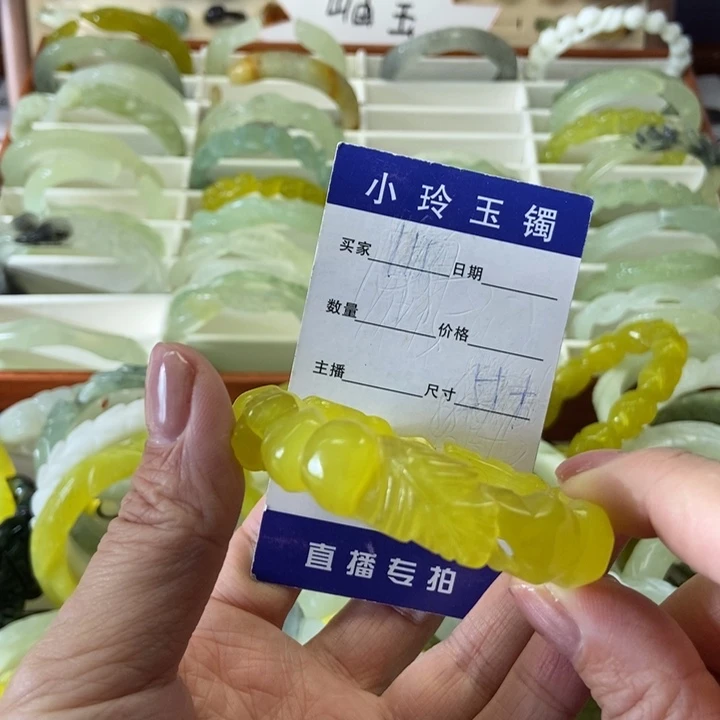 岫玉
小玲玉镯
买家 日期
数量 价格
主播 尺寸
直播专拍